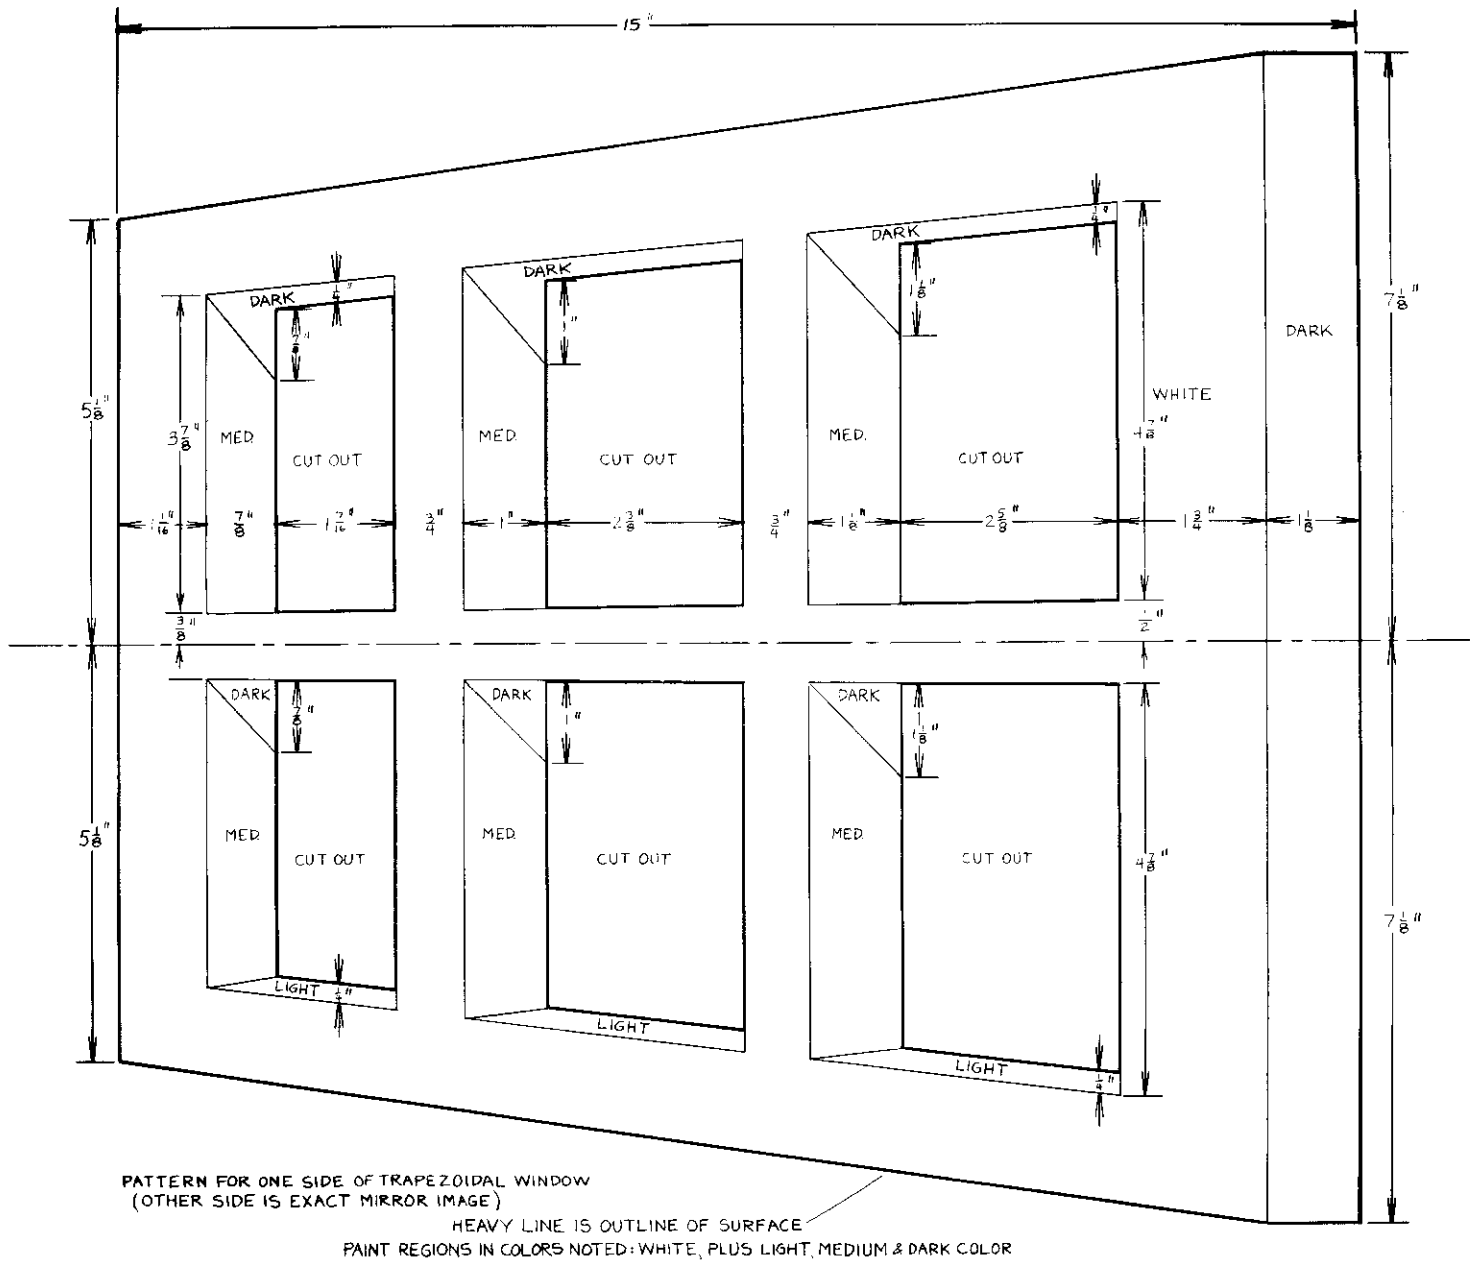 15"
1/4"
DARK
1/4"
DARK
DARK
1 1/8"
7 1/8"
7/8"
1"
DARK
WHITE
5 1/8"
3 7/8"
MED.
MED.
MED.
4 7/8"
CUT OUT
CUT OUT
CUT OUT
1 1/16"
7/8"
1 7/16"
3/4"
1"
2 3/8"
3/4"
1 1/8"
2 5/8"
1 3/4"
1 1/8"
3/8"
1/2"
DARK
7/8"
DARK
1"
DARK
1 1/8"
5 1/8"
MED.
MED.
MED.
CUT OUT
CUT OUT
CUT OUT
4 7/8"
7 1/8"
LIGHT
1/4"
LIGHT
LIGHT
1/4"
PATTERN FOR ONE SIDE OF TRAPEZOIDAL WINDOW
(OTHER SIDE IS EXACT MIRROR IMAGE)
HEAVY LINE IS OUTLINE OF SURFACE
PAINT REGIONS IN COLORS NOTED: WHITE, PLUS LIGHT, MEDIUM & DARK COLOR